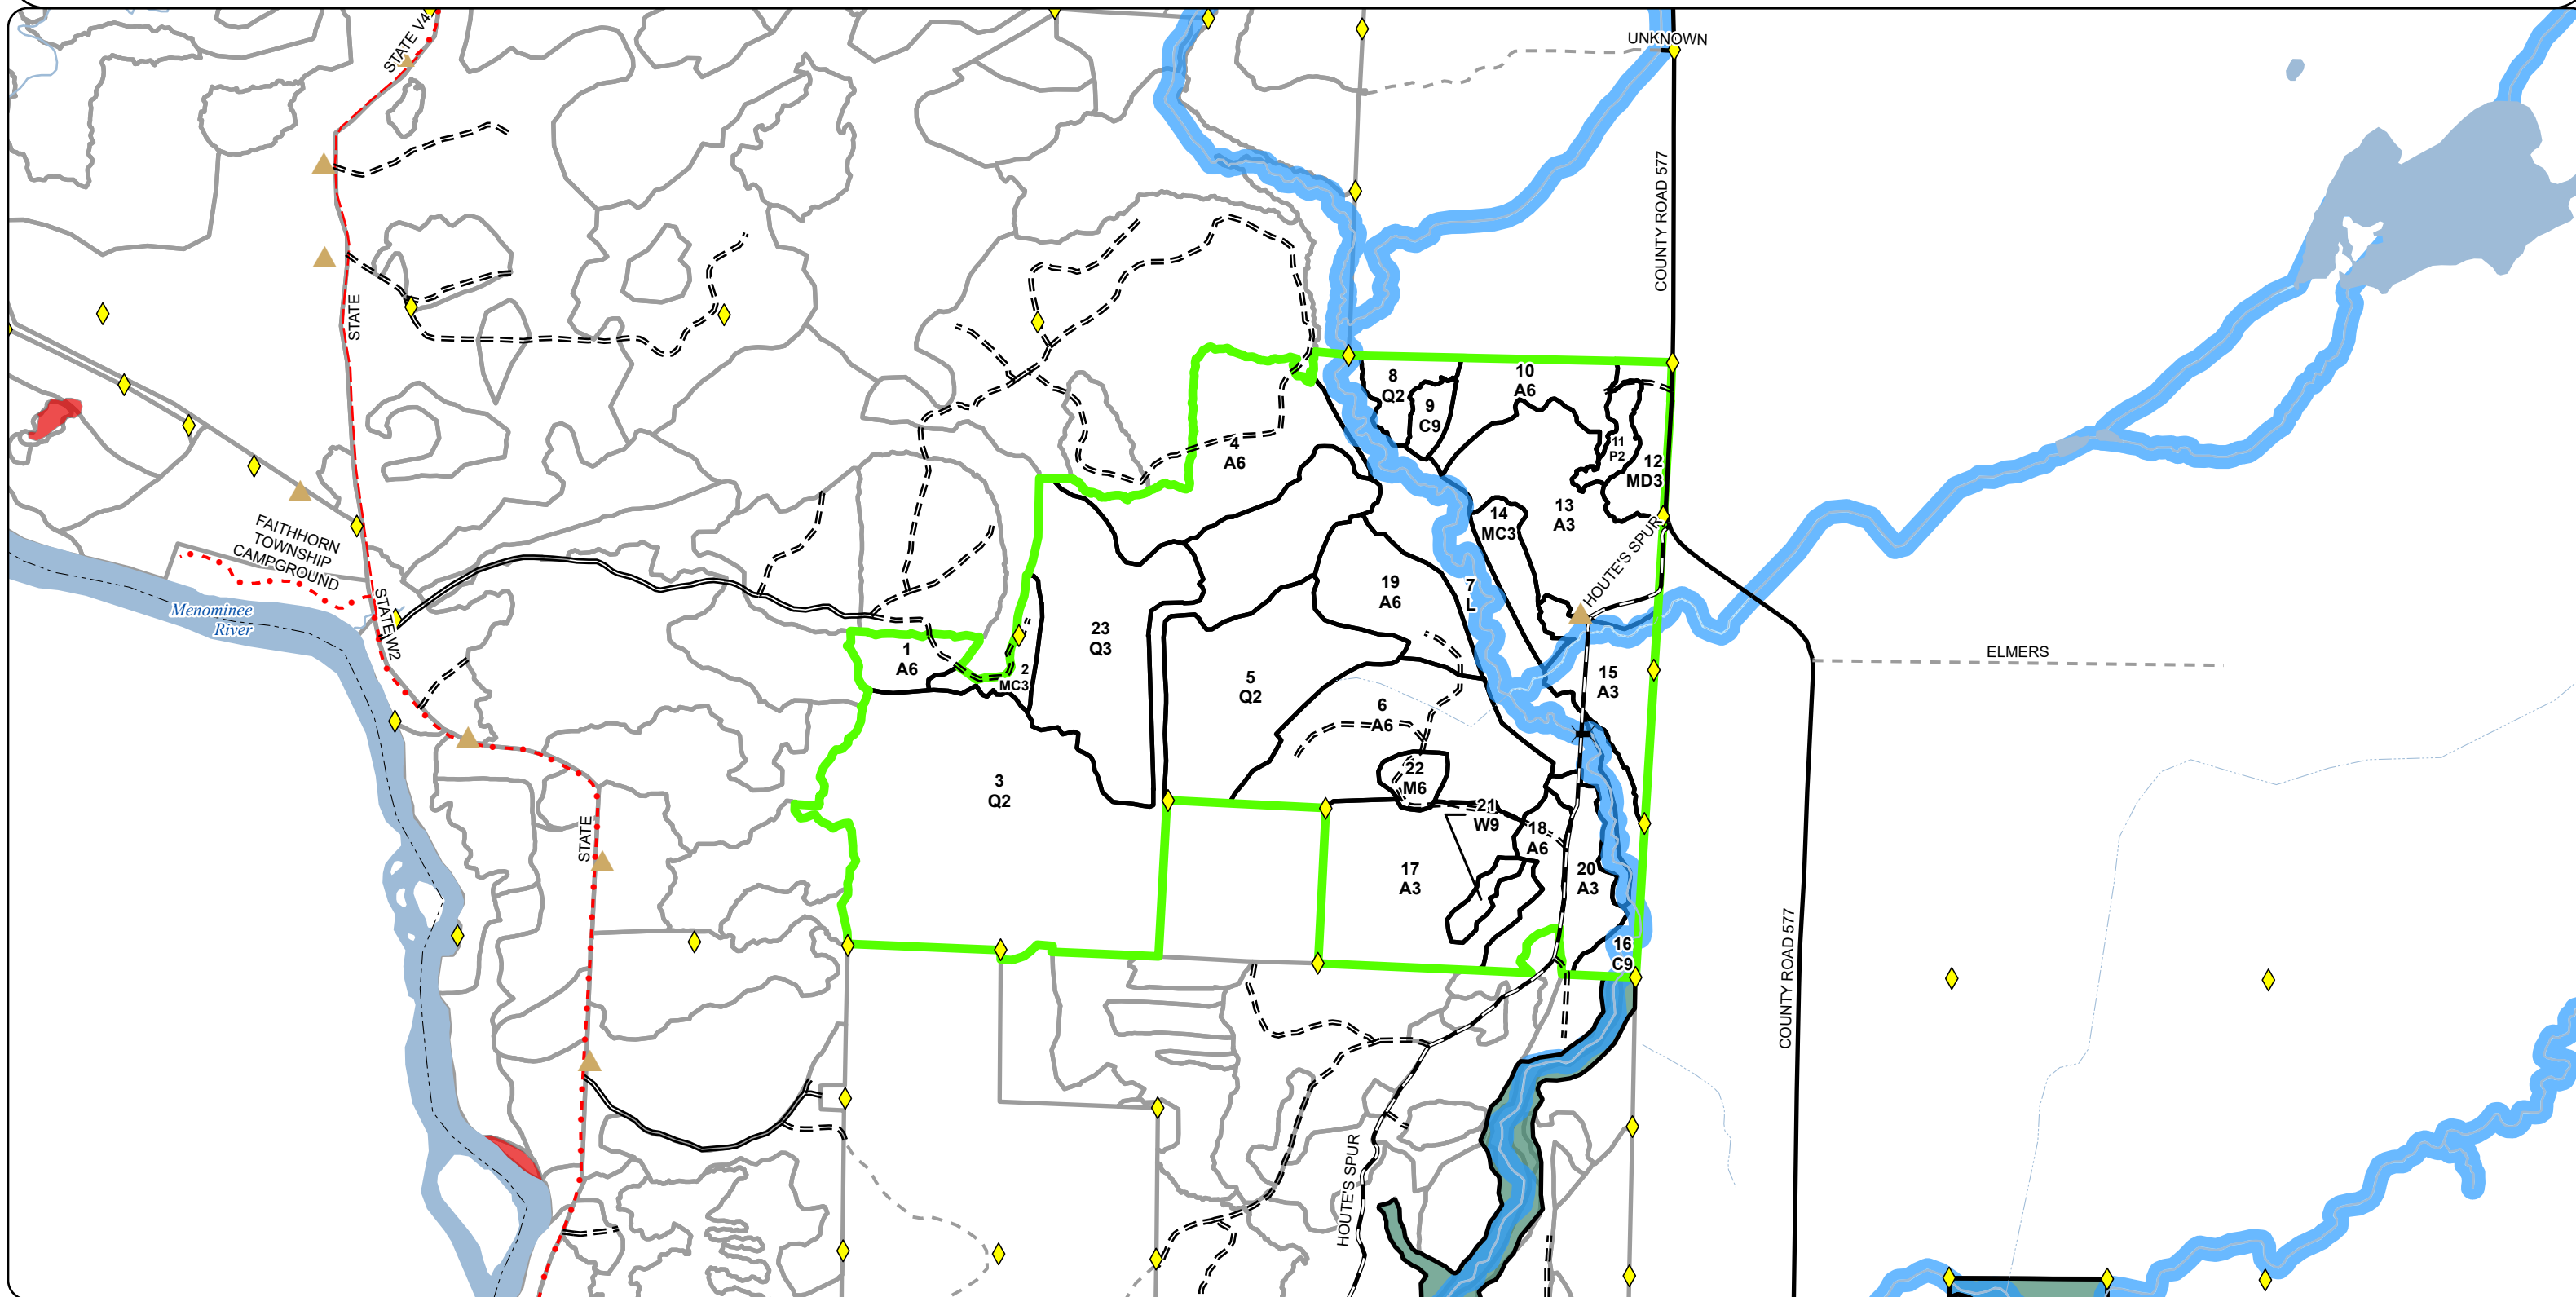 STATE V4
UNKNOWN
COUNTY ROAD 577
STATE
8
Q2
9
C9
10
A6
11
P2
12
MD3
4
A6
13
A3
14
MC3
HOUTE'S SPUR
FAITHHORN
TOWNSHIP
CAMPGROUND
Menominee
River
STATE W2
19
A6
7
L
23
Q3
1
A6
2
MC3
5
Q2
6
A6
15
A3
ELMERS
3
Q2
22
M6
21
W9
18
A6
17
A3
20
A3
STATE
16
C9
COUNTY ROAD 577
HOUTE'S SPUR